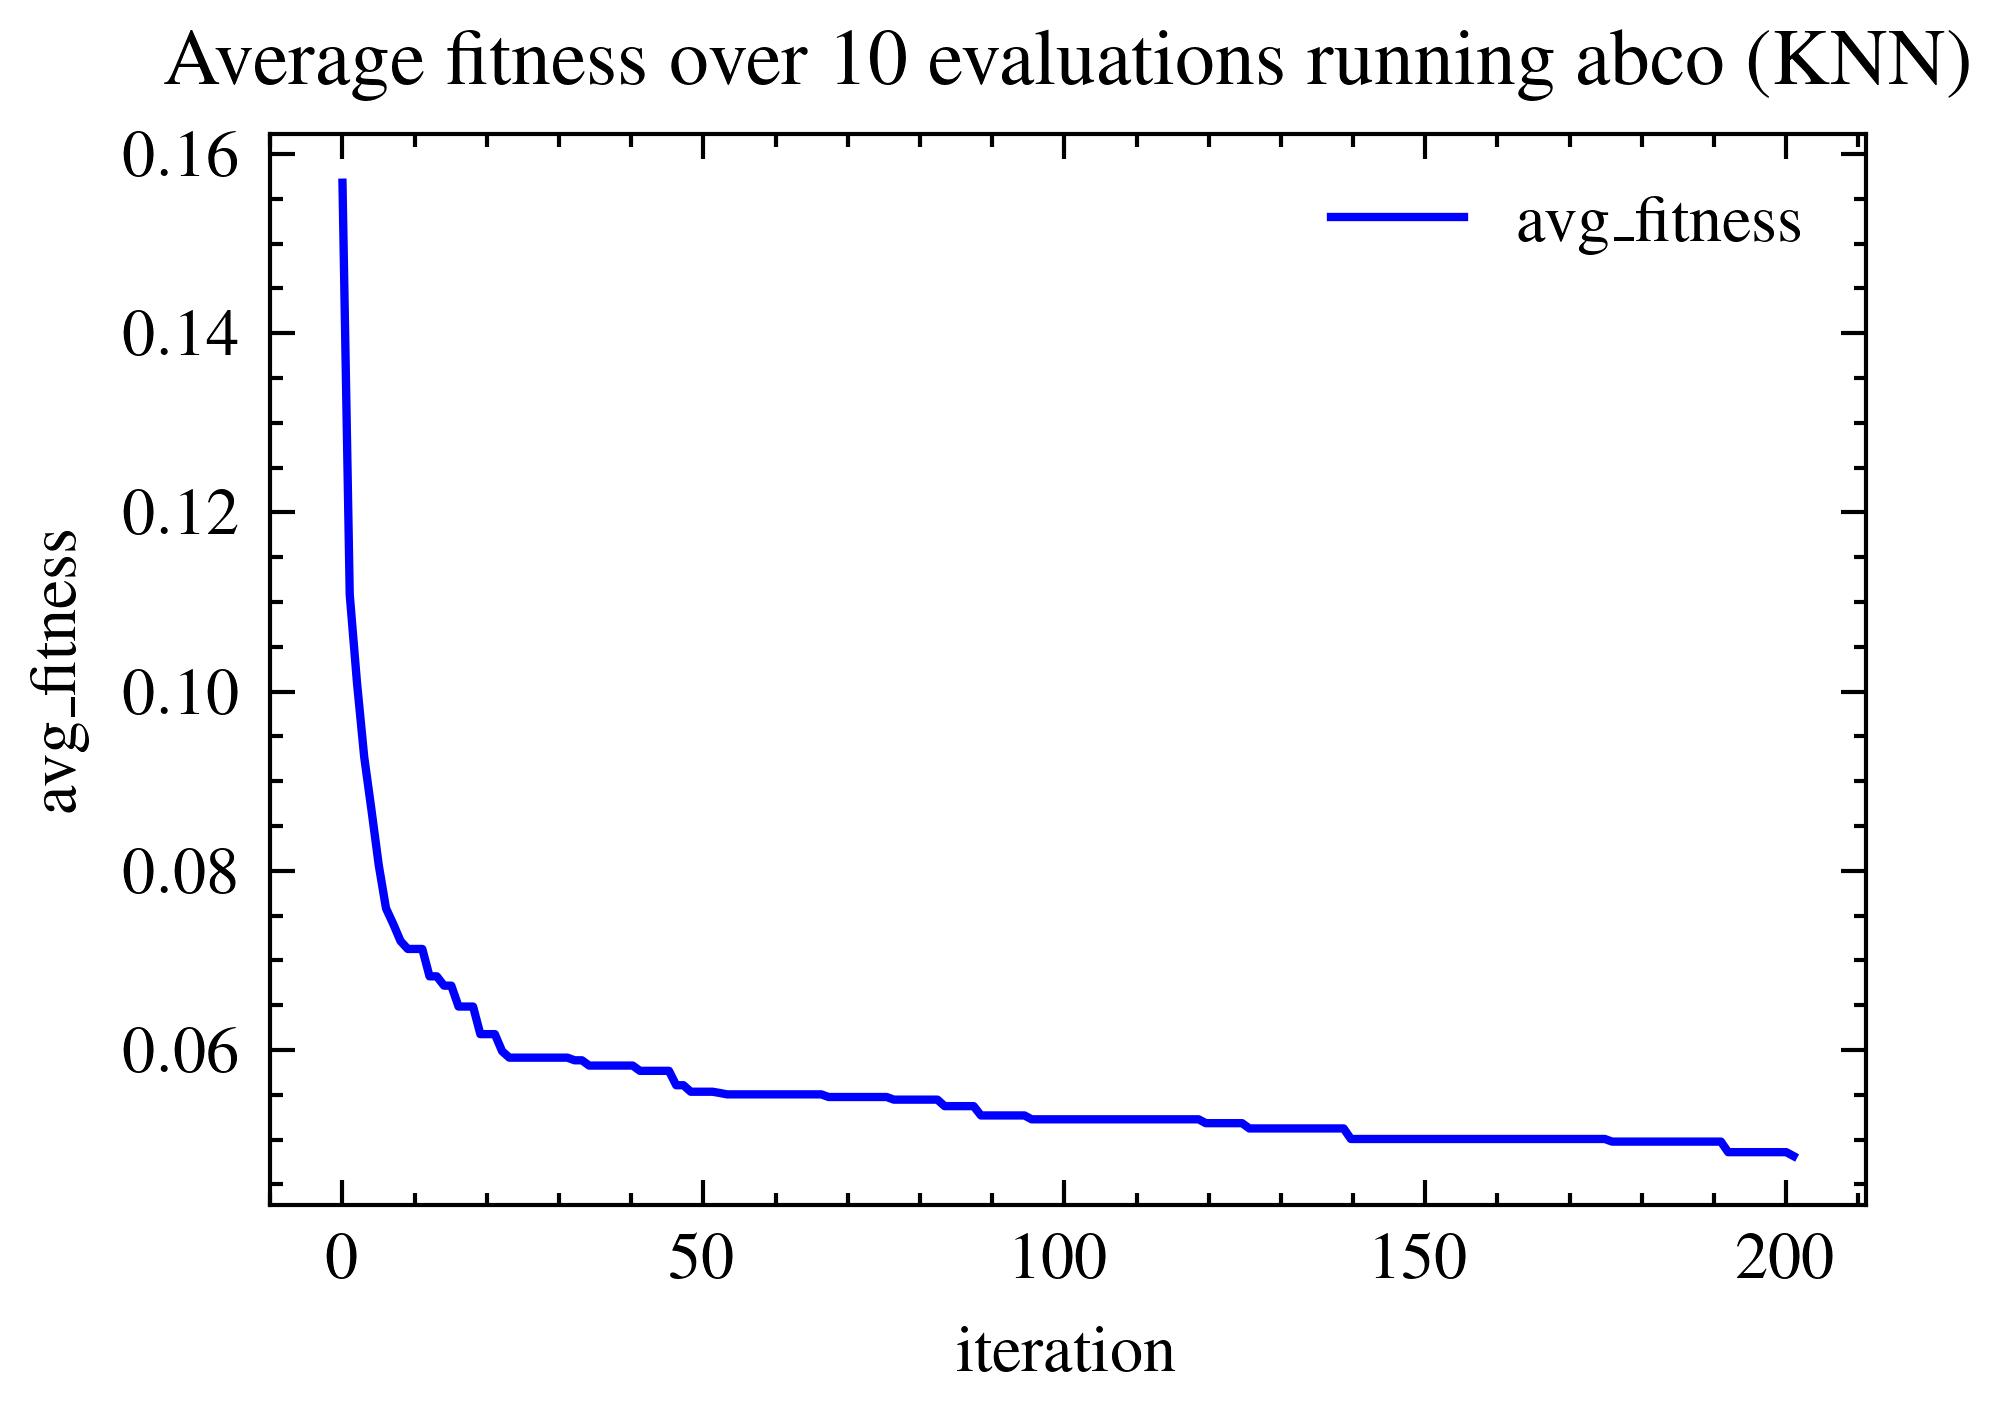 Average fitness over 10 evaluations running abco (KNN)
0.16
0.14
0.12
0.10
0.08
0.06
avg_fitness
avg_fitness
0 50 100 150 200
iteration